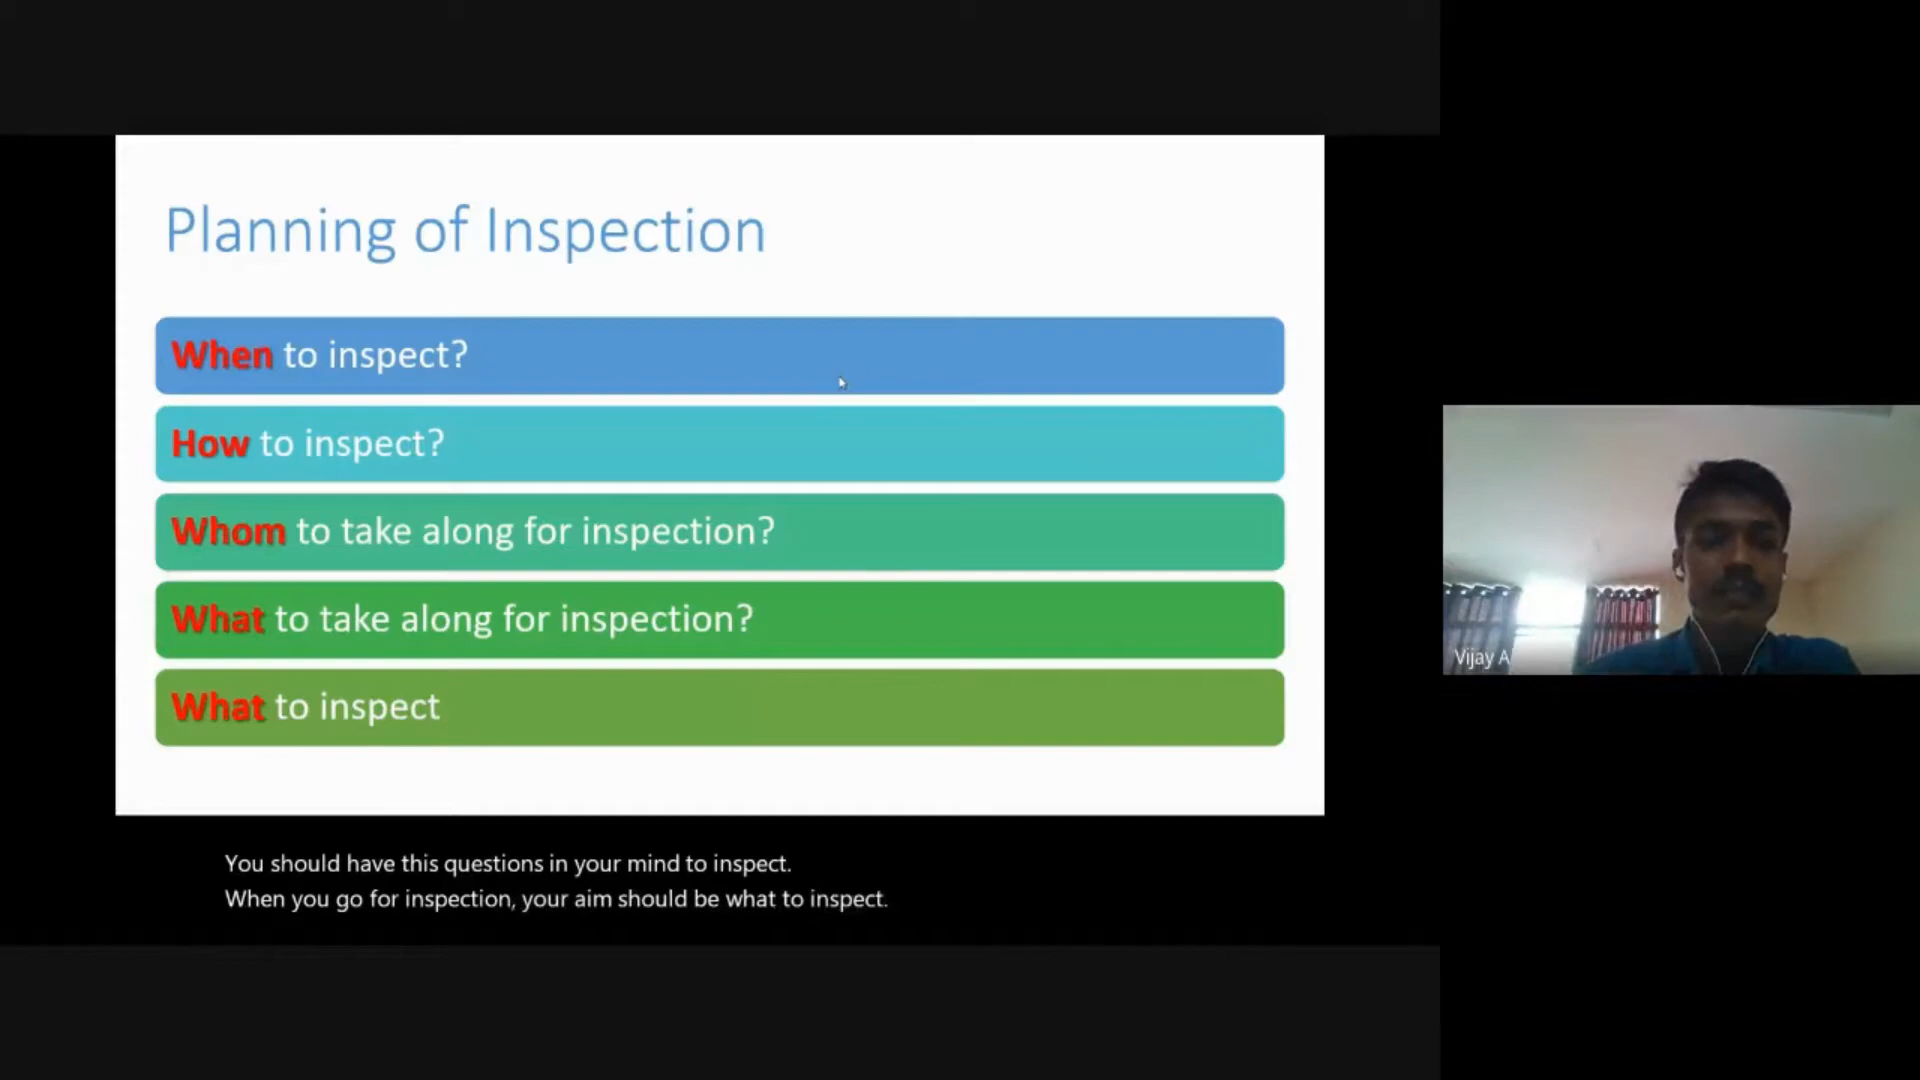 Planning of Inspection
When to inspect?
How to inspect?
Whom to take along for inspection?
What to take along for inspection?
What to inspect
You should have this questions in your mind to inspect.
When you go for inspection, your aim should be what to inspect.
Vijay A